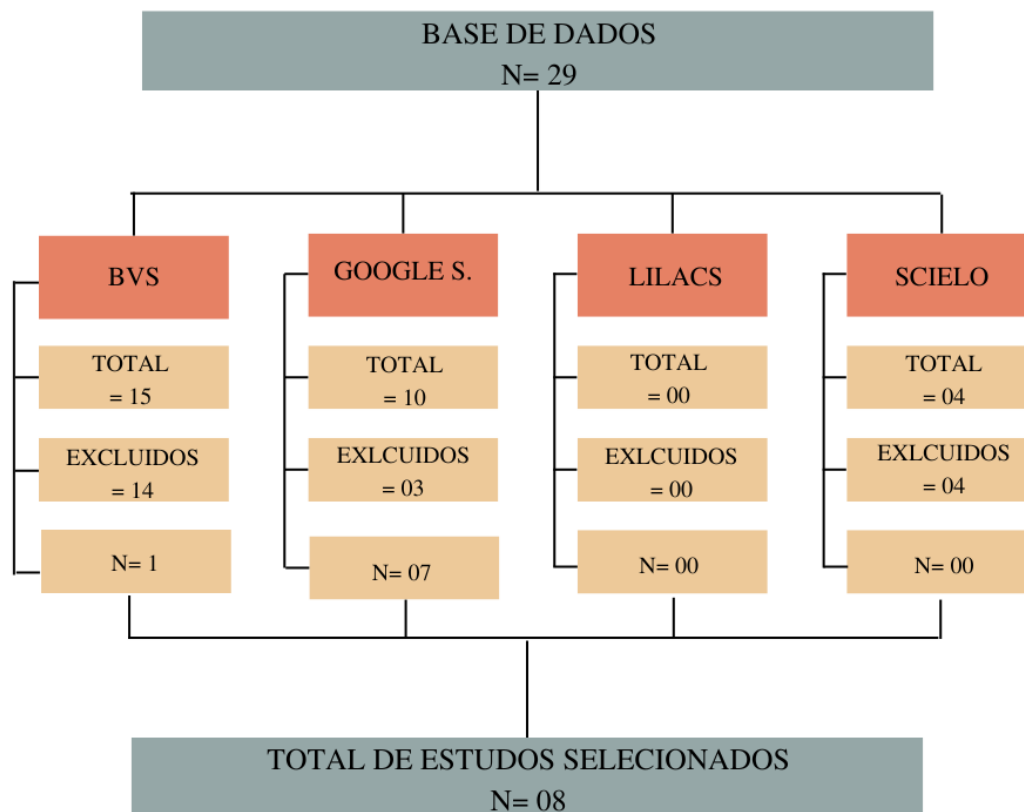 BASE DE DADOS
N= 29
BVS
TOTAL
= 15
EXCLUIDOS
= 14
N= 1
GOOGLE S.
TOTAL
= 10
EXLCUIDOS
= 03
N= 07
LILACS
TOTAL
= 00
EXLCUIDOS
= 00
N= 00
SCIELO
TOTAL
= 04
EXLCUIDOS
= 04
N= 00
TOTAL DE ESTUDOS SELECIONADOS
N= 08